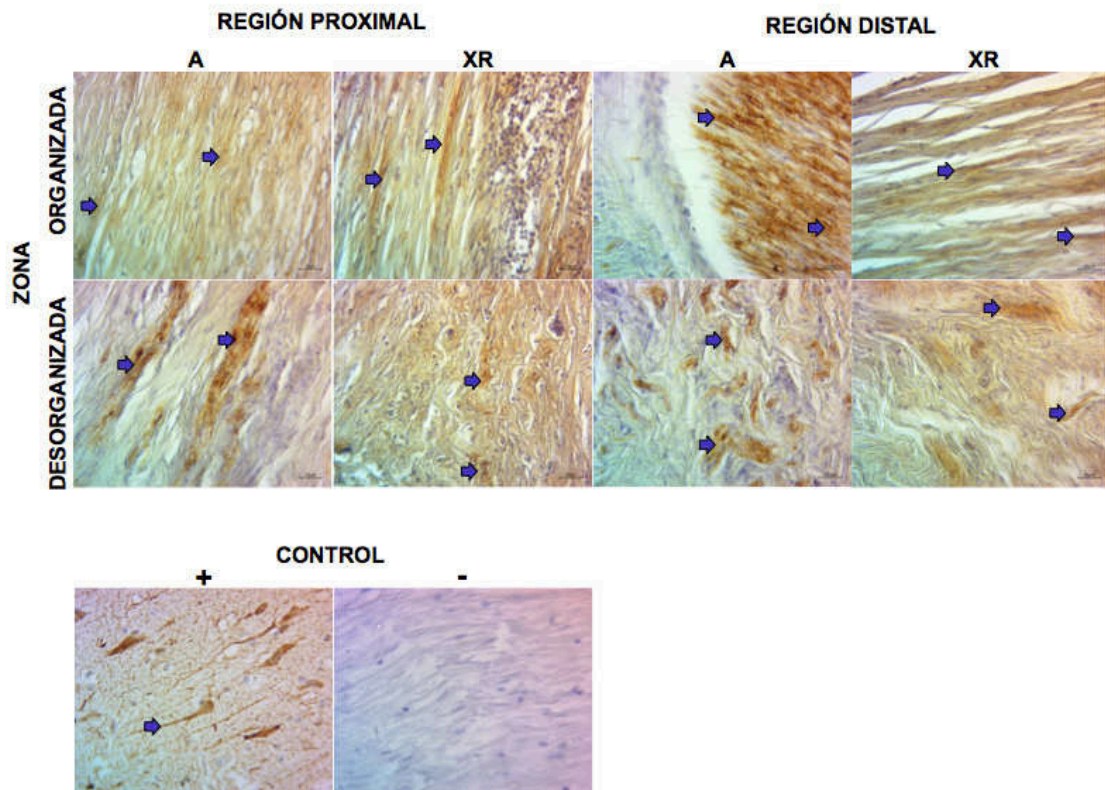 REGIÓN PROXIMAL
REGIÓN DISTAL
A
XR
A
XR
ZONA
ORGANIZADA
DESORGANIZADA
CONTROL
+
-